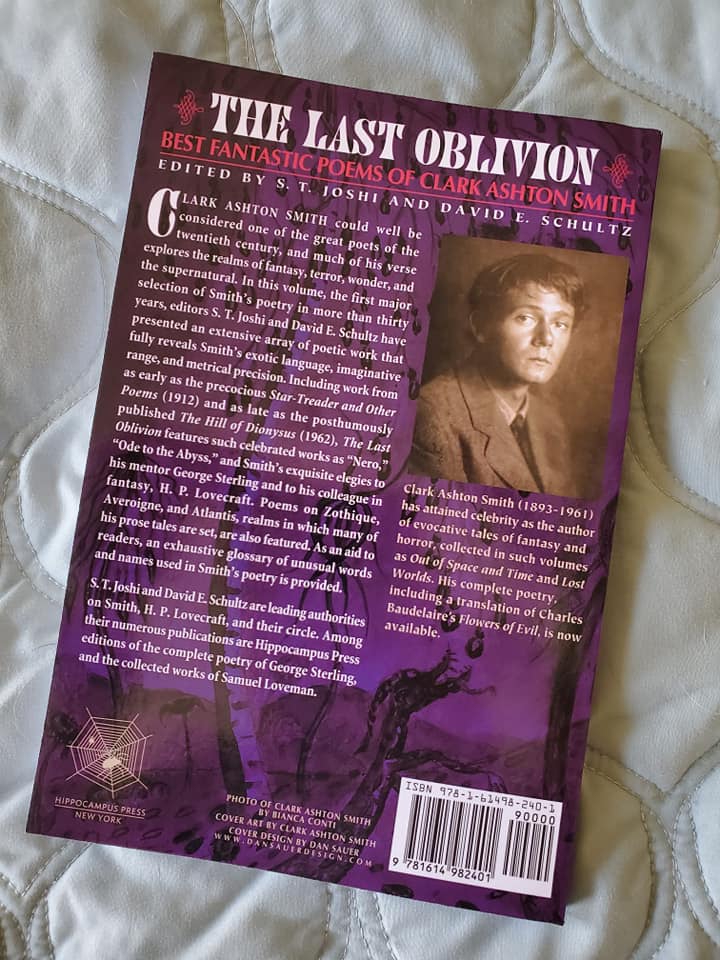 THE LAST OBLIVION
BEST FANTASTIC POEMS OF CLARK ASHTON SMITH
EDITED BY S. T. JOSHI AND DAVID E. SCHULTZ
CLARK ASHTON SMITH could well be
considered one of the great poets of the
twentieth century, and much of his verse
explores the realms of fantasy, terror, wonder, and
the supernatural. In this volume, the first major
selection of Smith's poetry in more than thirty
years, editors S. T. Joshi and David E. Schultz have
presented an extensive array of poetic work that
fully reveals Smith's exotic language, imaginative
range, and metrical precision. Including work from
as early as the precocious Star-Treader and Other
Poems (1912) and as late as the posthumously
published The Hill of Dionysus (1962), The Last
Oblivion features such celebrated works as “Nero,”
“Ode to the Abyss,” and Smith's exquisite elegies to
his mentor George Sterling and to his colleague in
fantasy, H. P. Lovecraft. Poems on Zothique,
Averoigne, and Atlantis, realms in which many of
his prose tales are set, are also featured. As an aid to
readers, an exhaustive glossary of unusual words
and names used in Smith's poetry is provided.
S. T. Joshi and David E. Schultz are leading authorities
on Smith, H. P. Lovecraft, and their circle. Among
their numerous publications are Hippocampus Press
editions of the complete poetry of George Sterling,
and the collected works of Samuel Loveman.
Clark Ashton Smith (1893-1961)
has attained celebrity as the author
of evocative tales of fantasy and
horror, collected in such volumes
as Out of Space and Time and Lost
Worlds. His complete poetry,
including a translation of Charles
Baudelaire's Flowers of Evil, is now
available.
HIPPOCAMPUS PRESS
NEW YORK
PHOTO OF CLARK ASHTON SMITH
BY BIANCA CONTI
COVER ART BY CLARK ASHTON SMITH
COVER DESIGN BY DAN SAUER
WWW.DANSAUERDESIGN.COM
ISBN 978-1-61498-240-1
90000
9 781614 982401